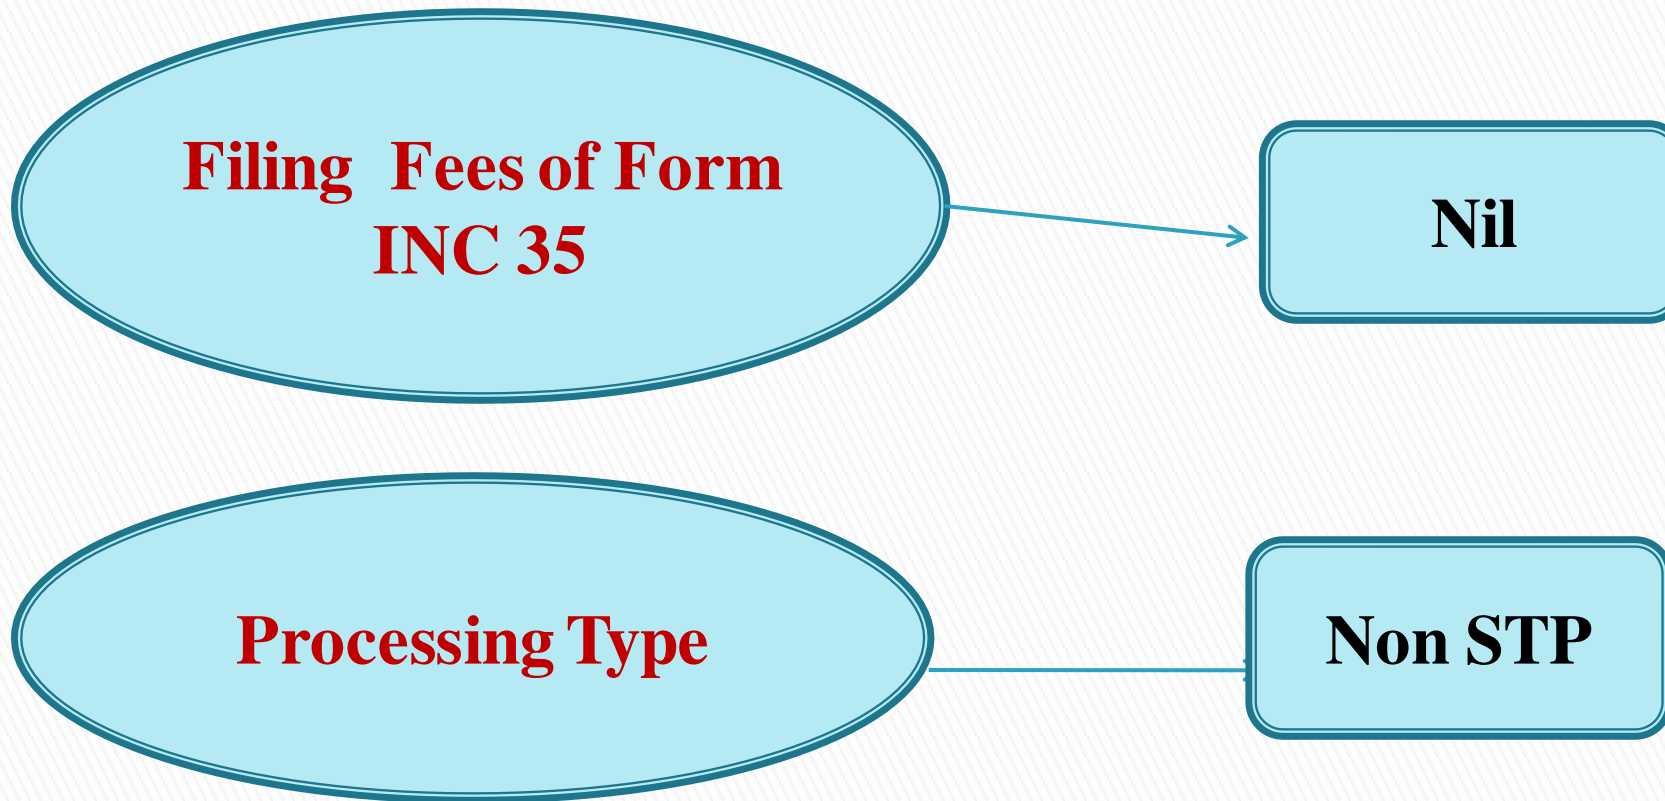 Filing Fees of Form
INC 35
Nil
Processing Type
Non STP